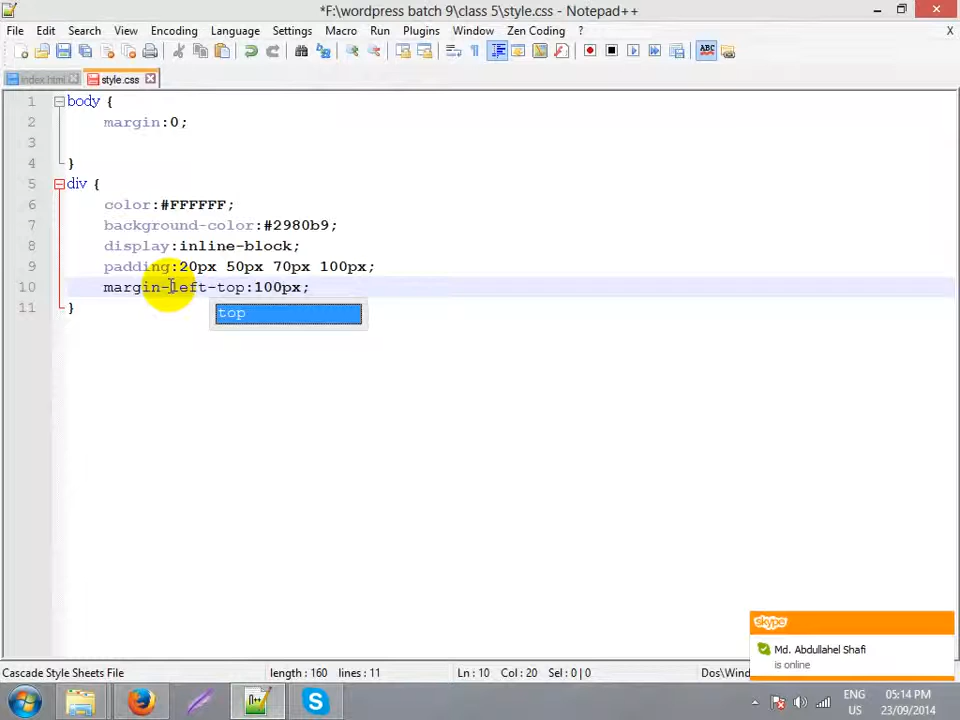 *F:\wordpress batch 9\class 5\style.css - Notepad++
File Edit Search View Encoding Language Settings Macro Run Plugins Window Zen Coding ? X
index.html style.css
1 body {
2 margin:0;
3
4 }
5 div {
6 color:#FFFFFF;
7 background-color:#2980b9;
8 display:inline-block;
9 padding:20px 50px 70px 100px;
10 margin-left-top:100px;
11 }
top
skype
Md. Abdullahel Shafi
is online
Cascade Style Sheets File length : 160 lines : 11 Ln : 10 Col : 20 Sel : 0 | 0 Dos\Wind
ENG 05:14 PM
US 23/09/2014